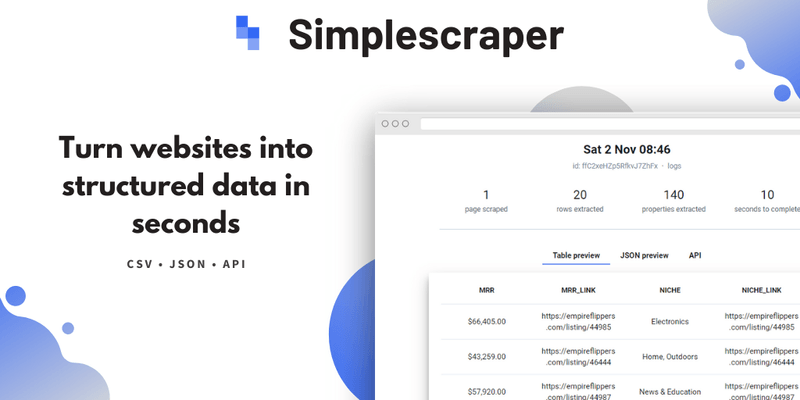 Simplescraper
Turn websites into
structured data in
seconds
CSV • JSON • API
Sat 2 Nov 08:46
id: ffC2xeHZp5RfkvJ7ZhFx • logs
1 20 140 10
page scraped rows extracted properties extracted seconds to complete
Table preview JSON preview API
MRR MRR_LINK NICHE NICHE_LINK
$66,405.00 https://empireflippers Electronics https://empireflippers
.com/listing/44985 .com/listing/44985
$43,259.00 https://empireflippers Home, Outdoors https://empireflippers
.com/listing/46444 .com/listing/46444
$57,920.00 https://empireflippers News & Education https://empireflippers
.com/listing/44987 .com/listing/44987